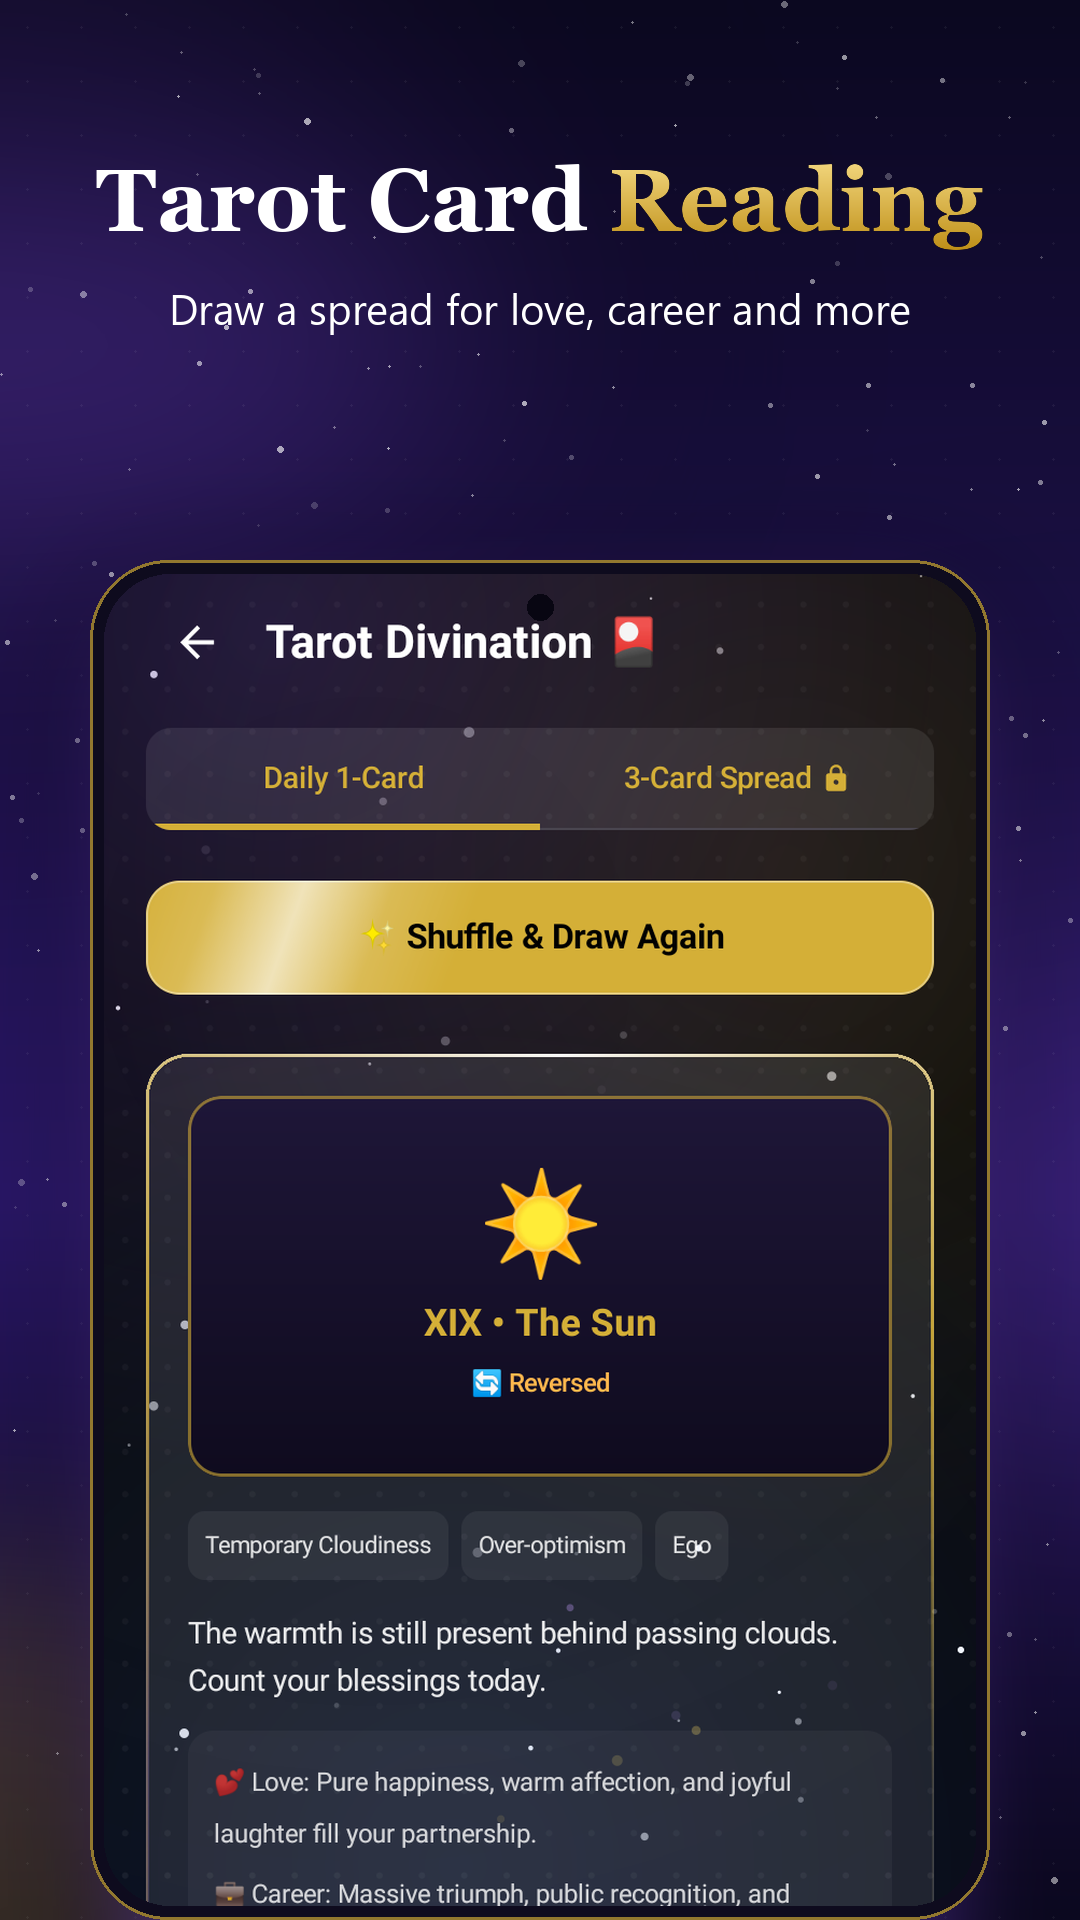 Tarot Card Reading
Draw a spread for love, career and more
Tarot Divination
Daily 1-Card
3-Card Spread
Shuffle & Draw Again
XIX • The Sun
Reversed
Temporary Cloudiness
Over-optimism
Ego
The warmth is still present behind passing clouds.
Count your blessings today.
Love: Pure happiness, warm affection, and joyful
laughter fill your partnership.
Career: Massive triumph, public recognition, and